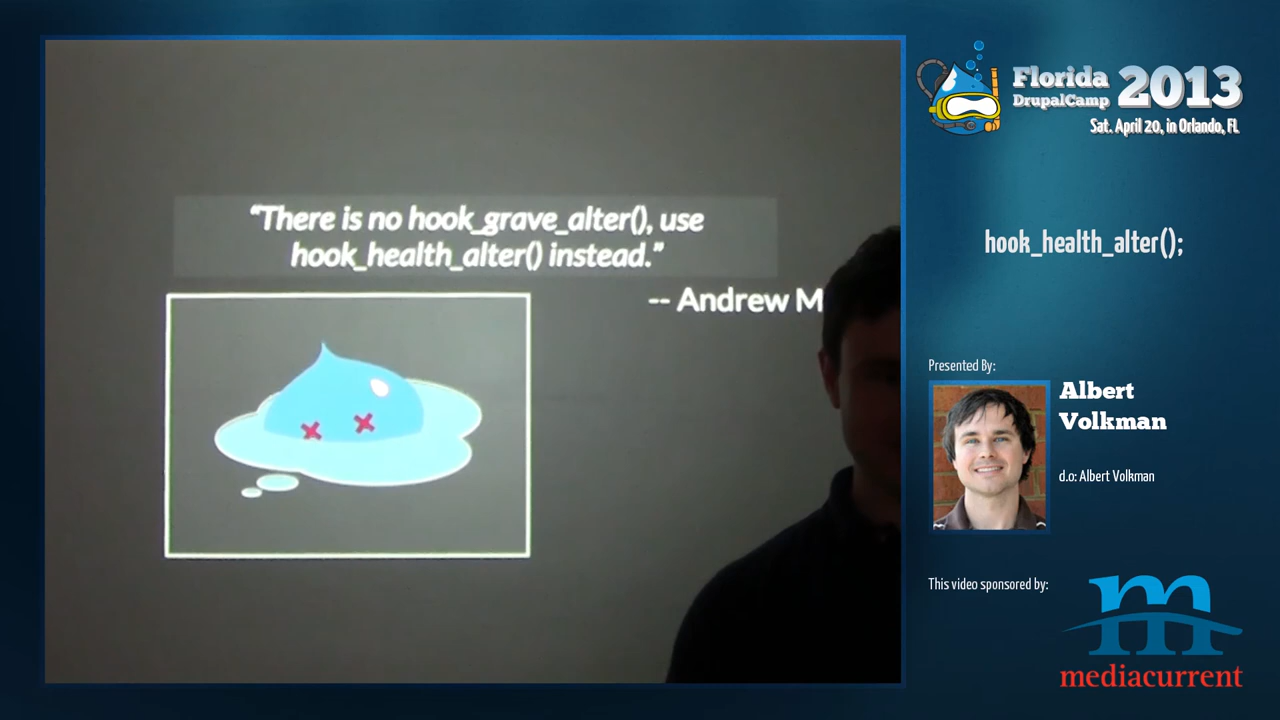 “There is no hook_grave_alter(), use
hook_health_alter() instead.”
-- Andrew M
Florida
DrupalCamp
2013
Sat. April 20, in Orlando, FL
hook_health_alter();
Presented By:
Albert
Volkman
d.o: Albert Volkman
This video sponsored by:
m
mediacurrent